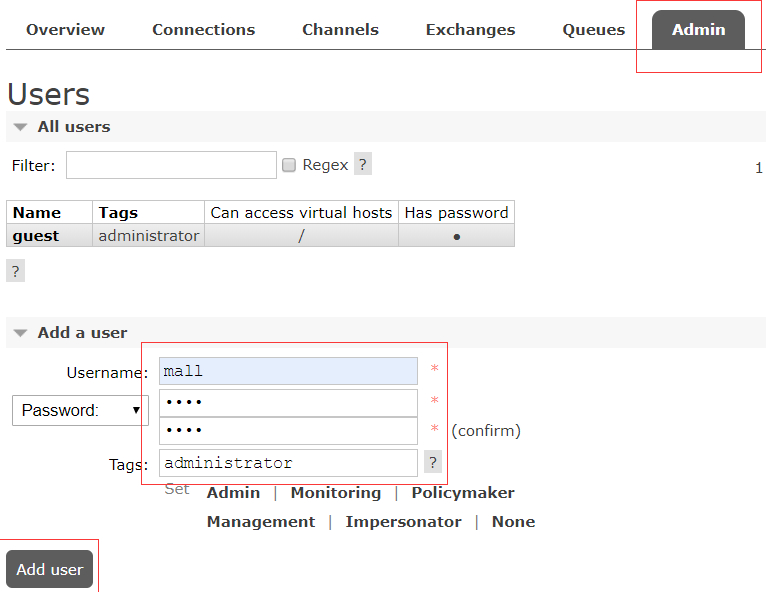 Overview Connections Channels Exchanges Queues Admin
Users
All users
Filter: Regex ?
1
Name Tags Can access virtual hosts Has password
guest administrator / ●
?
Add a user
Username: mall *
Password: •••• *
•••• * (confirm)
Tags: administrator ?
Set Admin | Monitoring | Policymaker
Management | Impersonator | None
Add user